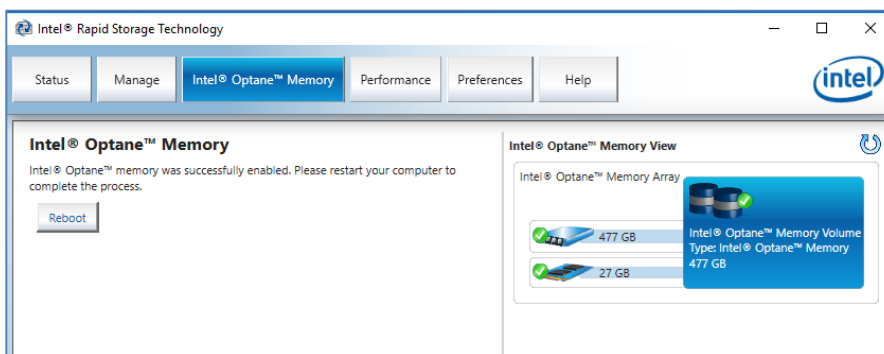 Intel® Rapid Storage Technology
Status
Manage
Intel® Optane™ Memory
Performance
Preferences
Help
intel
Intel® Optane™ Memory
Intel® Optane™ memory was successfully enabled. Please restart your computer to
complete the process.
Reboot
Intel® Optane™ Memory View
Intel® Optane™ Memory Array
477 GB
27 GB
Intel® Optane™ Memory Volume
Type: Intel® Optane™ Memory
477 GB